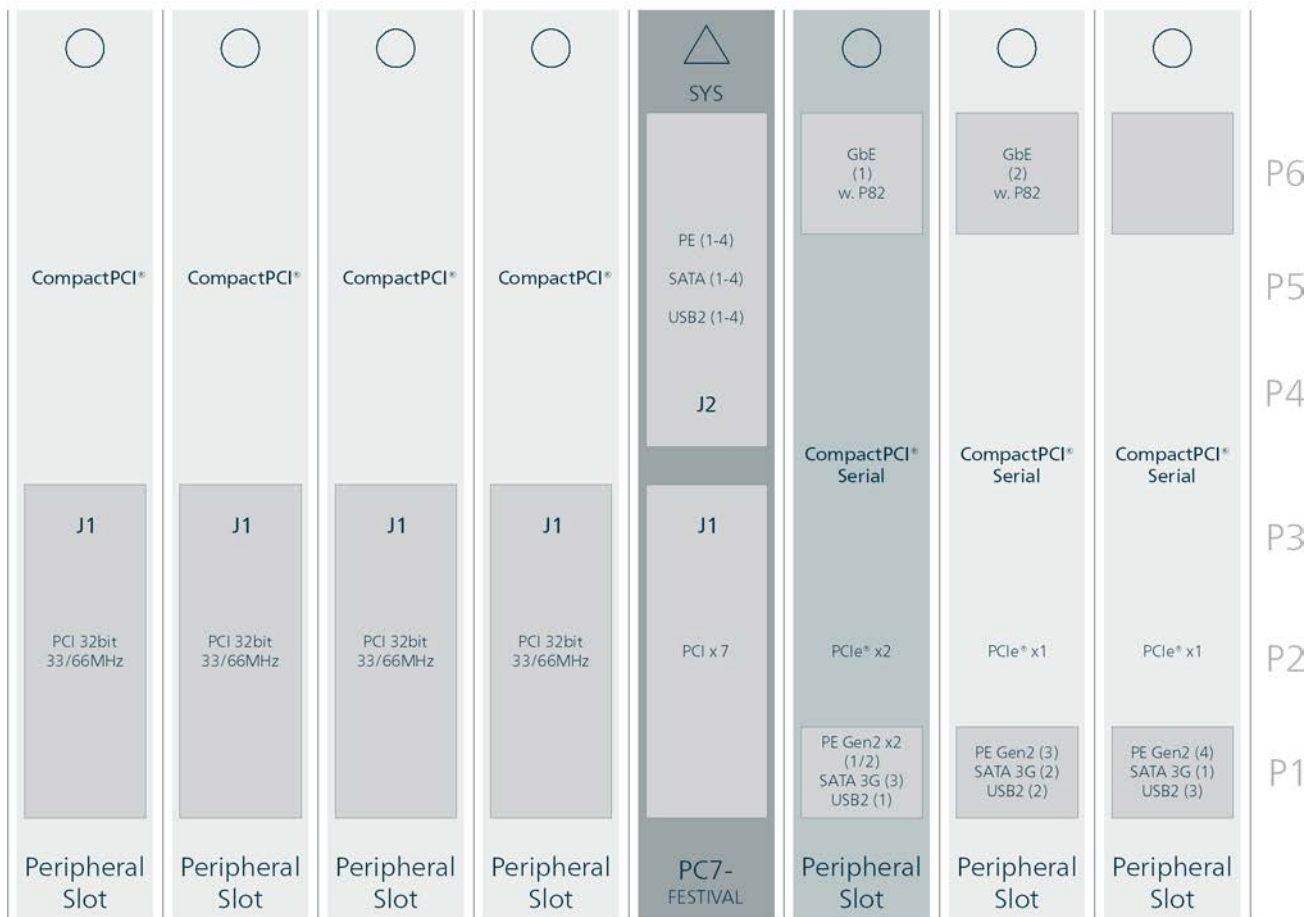 CompactPCI®
J1
PCI 32bit
33/66MHz
Peripheral
Slot
CompactPCI®
J1
PCI 32bit
33/66MHz
Peripheral
Slot
CompactPCI®
J1
PCI 32bit
33/66MHz
Peripheral
Slot
CompactPCI®
J1
PCI 32bit
33/66MHz
Peripheral
Slot
SYS
PE (1-4)
SATA (1-4)
USB2 (1-4)
J2
J1
PCI x 7
PC7-
FESTIVAL
GbE
(1)
w. P82
CompactPCI®
Serial
PCIe® x2
PE Gen2 x2
(1/2)
SATA 3G (3)
USB2 (1)
Peripheral
Slot
GbE
(2)
w. P82
CompactPCI®
Serial
PCIe® x1
PE Gen2 (3)
SATA 3G (2)
USB2 (2)
Peripheral
Slot
CompactPCI®
Serial
PCIe® x1
PE Gen2 (4)
SATA 3G (1)
USB2 (3)
Peripheral
Slot
P6
P5
P4
P3
P2
P1